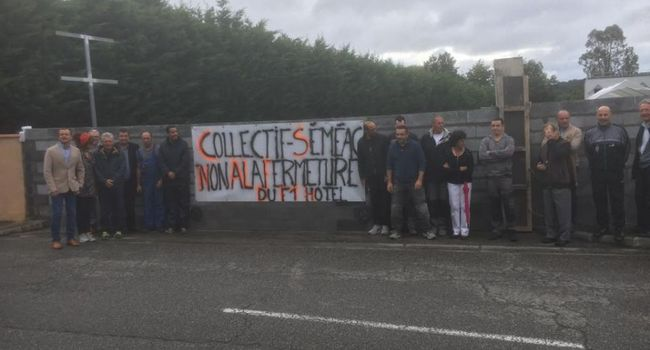 COLLECTIF-SÉMÉAC
NON A LA FERMETURE
DU F1 HOTEL